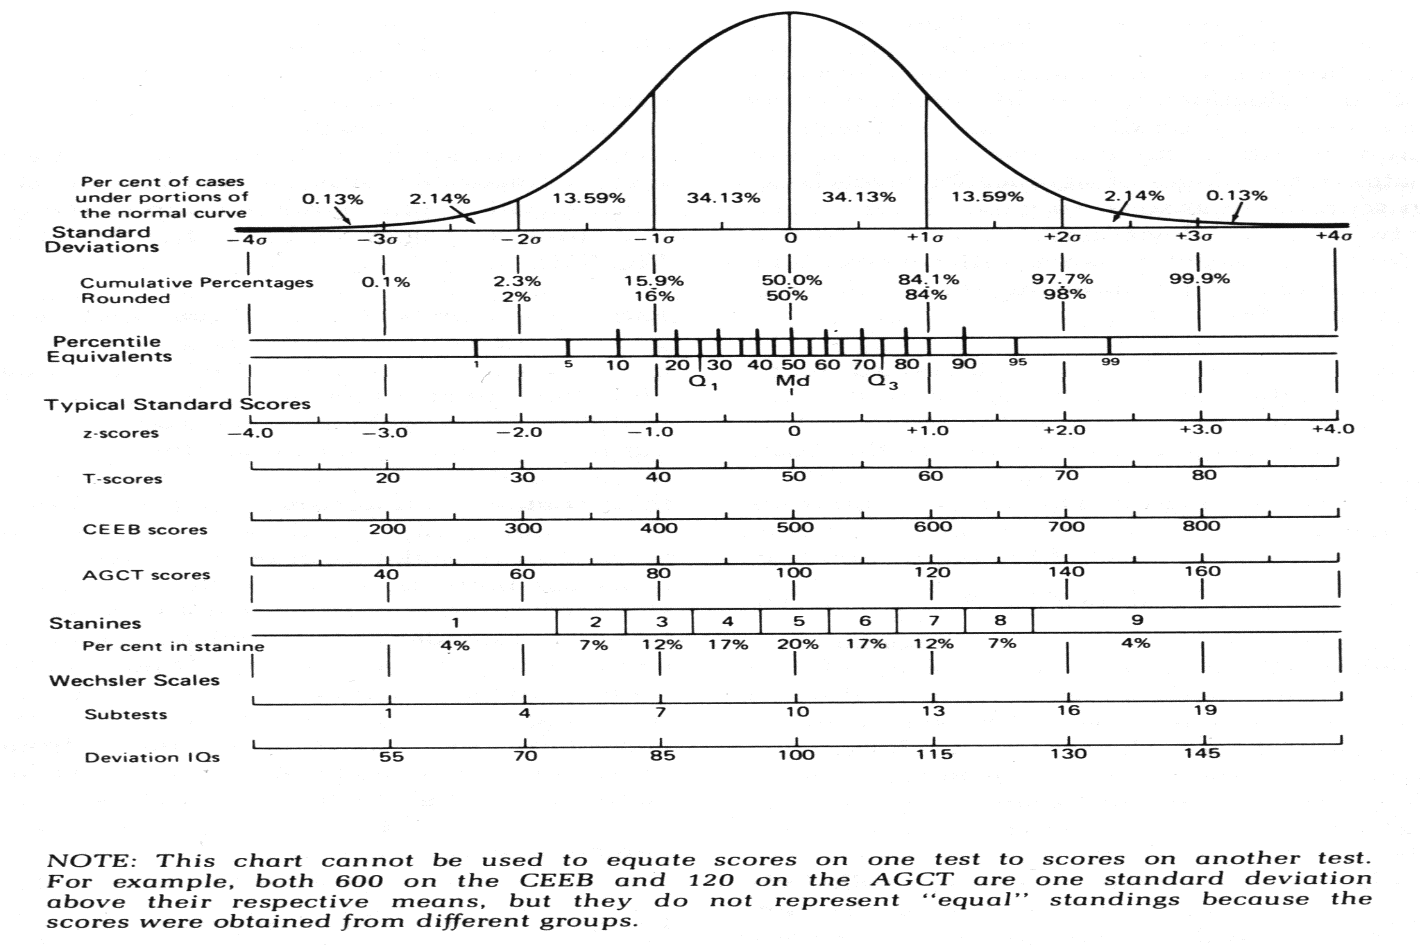 Per cent of cases
under portions of
the normal curve
0.13% 2.14% 13.59% 34.13% 34.13% 13.59% 2.14% 0.13%
Standard
Deviations
−4σ −3σ −2σ −1σ 0 +1σ +2σ +3σ +4σ
Cumulative Percentages 0.1% 2.3% 15.9% 50.0% 84.1% 97.7% 99.9%
Rounded 2% 16% 50% 84% 98%
Percentile
Equivalents
1 5 10 20 30 40 50 60 70 80 90 95 99
Q1 Md Q3
Typical Standard Scores
z-scores −4.0 −3.0 −2.0 −1.0 0 +1.0 +2.0 +3.0 +4.0
T-scores 20 30 40 50 60 70 80
CEEB scores 200 300 400 500 600 700 800
AGCT scores 40 60 80 100 120 140 160
Stanines 1 2 3 4 5 6 7 8 9
Per cent in stanine 4% 7% 12% 17% 20% 17% 12% 7% 4%
Wechsler Scales
Subtests 1 4 7 10 13 16 19
Deviation IQs 55 70 85 100 115 130 145
NOTE: This chart cannot be used to equate scores on one test to scores on another test.
For example, both 600 on the CEEB and 120 on the AGCT are one standard deviation
above their respective means, but they do not represent "equal" standings because the
scores were obtained from different groups.